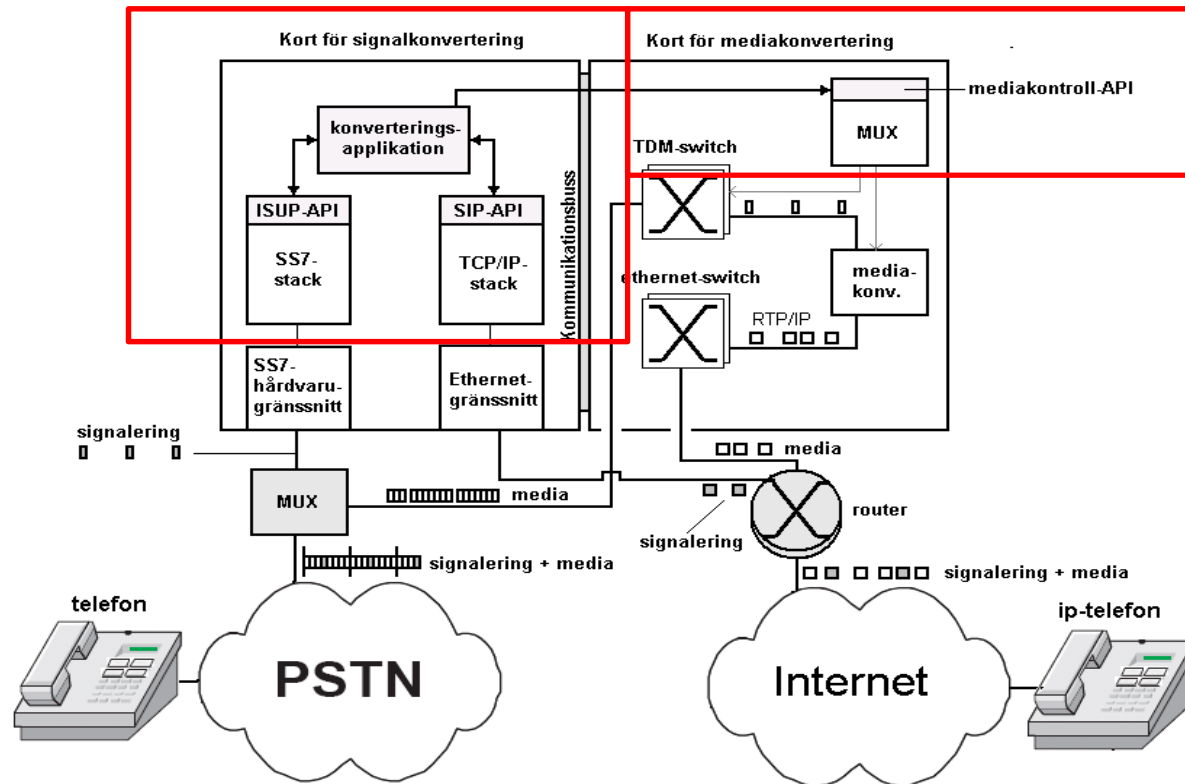 Kort för signalkonvertering
Kort för mediakonvertering
konverterings-
applikation
mediakontroll-API
MUX
TDM-switch
ISUP-API
SIP-API
SS7-
stack
TCP/IP-
stack
Kommunikationsbuss
ethernet-switch
media-
konv.
RTP/IP
SS7-
hårdvaru-
gränssnitt
Ethernet-
gränssnitt
signalering
media
MUX
media
router
signalering
signalering + media
signalering + media
telefon
ip-telefon
PSTN
Internet